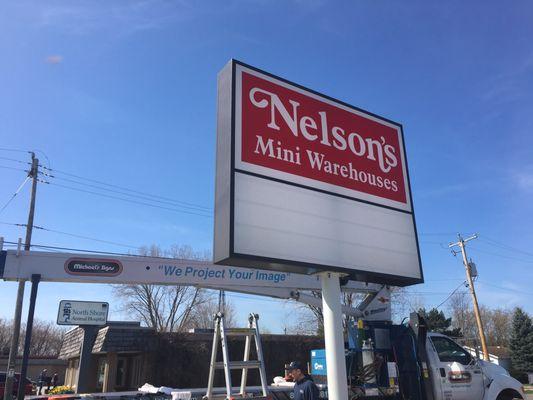 Nelson's
Mini Warehouses
Michael's Signs
"We Project Your Image"
North Shore
Animal Hospital